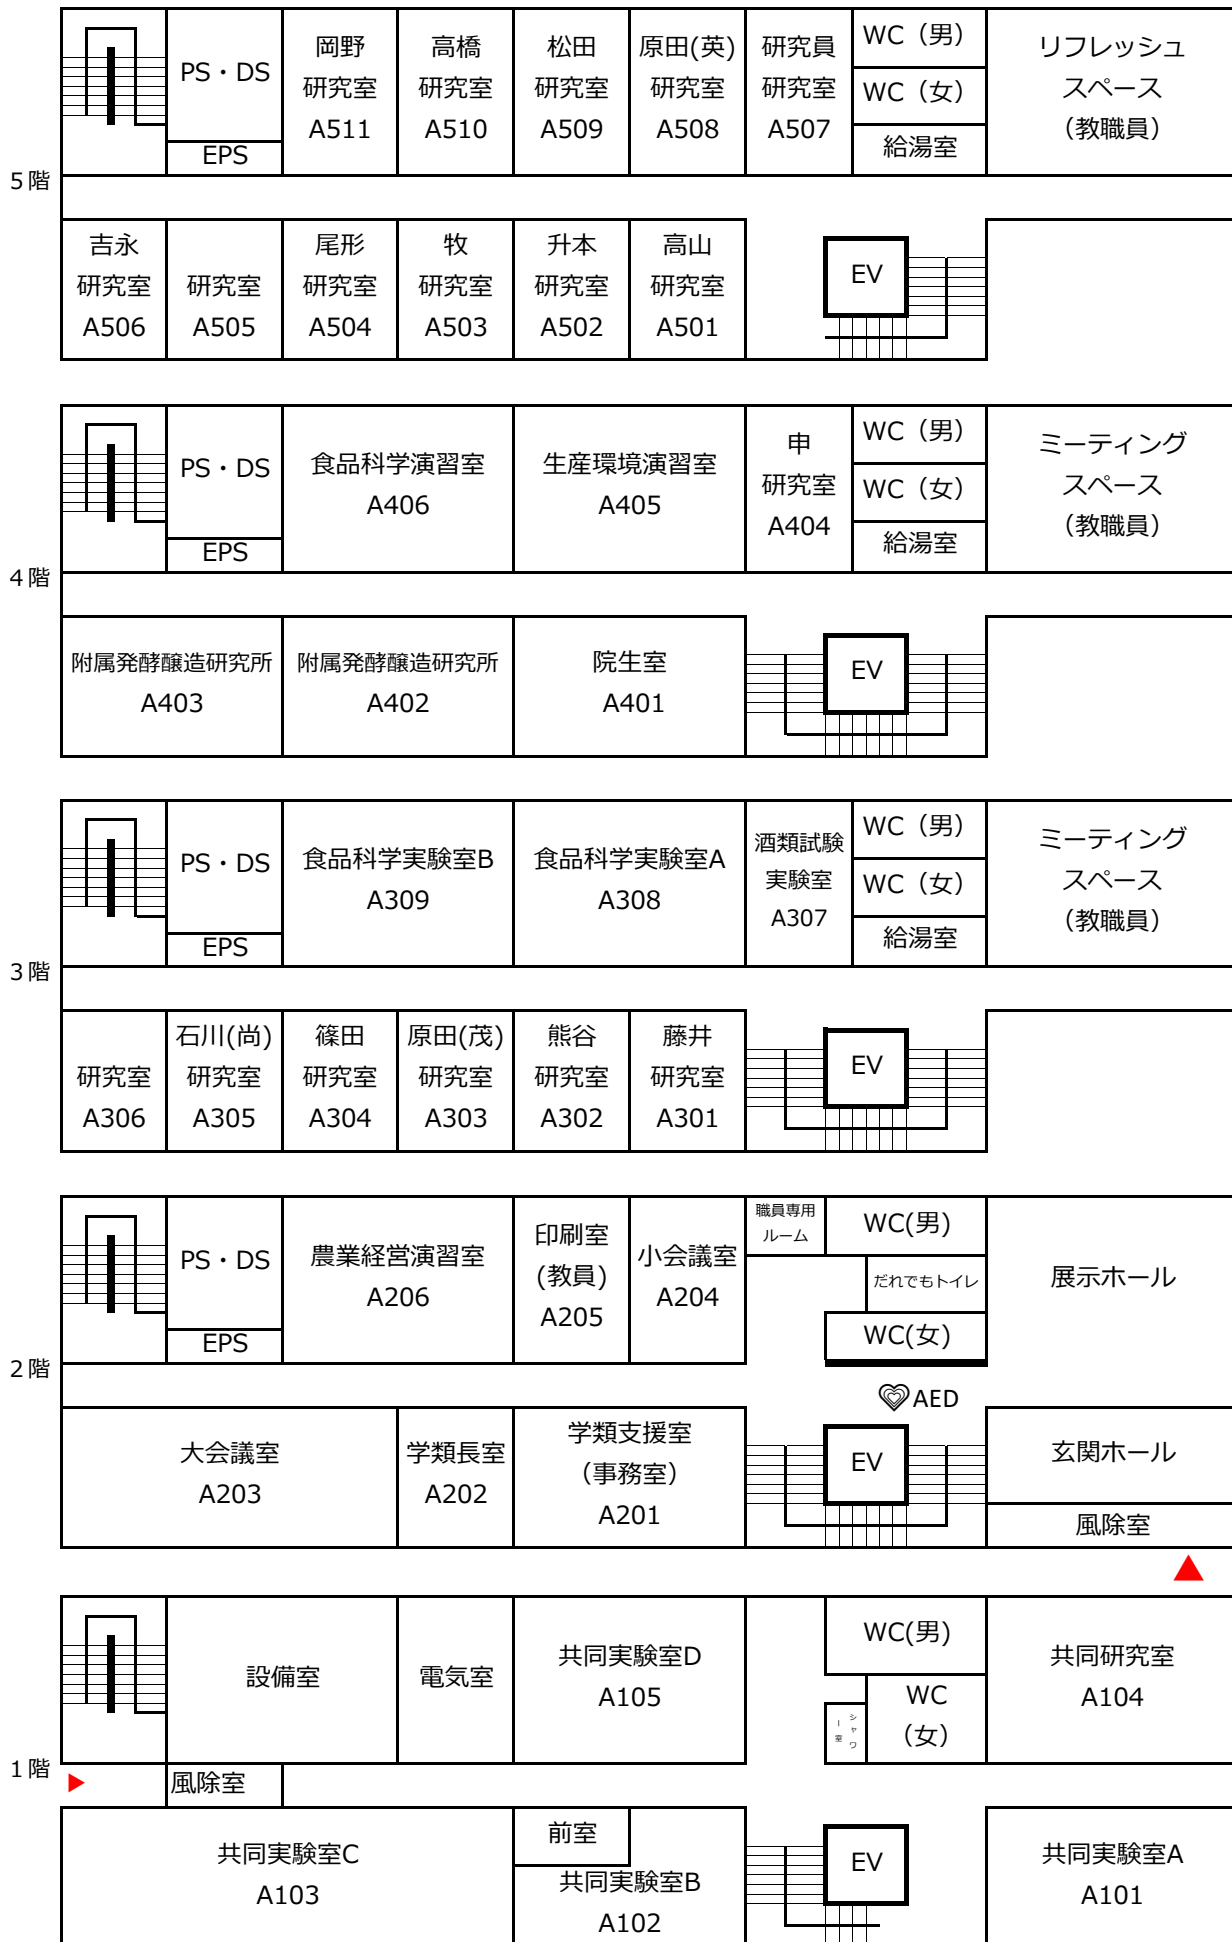 5階
PS・DS
EPS
岡野
研究室
A511
高橋
研究室
A510
松田
研究室
A509
原田(英)
研究室
A508
研究員
研究室
A507
WC（男）
WC（女）
給湯室
リフレッシュ
スペース
（教職員）
吉永
研究室
A506
研究室
A505
尾形
研究室
A504
牧
研究室
A503
升本
研究室
A502
高山
研究室
A501
EV
4階
PS・DS
EPS
食品科学演習室
A406
生産環境演習室
A405
申
研究室
A404
WC（男）
WC（女）
給湯室
ミーティング
スペース
（教職員）
附属発酵醸造研究所
A403
附属発酵醸造研究所
A402
院生室
A401
EV
3階
PS・DS
EPS
食品科学実験室B
A309
食品科学実験室A
A308
酒類試験
実験室
A307
WC（男）
WC（女）
給湯室
ミーティング
スペース
（教職員）
研究室
A306
石川(尚)
研究室
A305
篠田
研究室
A304
原田(茂)
研究室
A303
熊谷
研究室
A302
藤井
研究室
A301
EV
2階
PS・DS
EPS
農業経営演習室
A206
印刷室
(教員)
A205
小会議室
A204
職員専用
ルーム
WC(男)
だれでもトイレ
WC(女)
展示ホール
AED
大会議室
A203
学類長室
A202
学類支援室
（事務室）
A201
EV
玄関ホール
風除室
1階
設備室
電気室
共同実験室D
A105
WC(男)
WC
（女）
シャワー室
共同研究室
A104
風除室
共同実験室C
A103
前室
共同実験室B
A102
EV
共同実験室A
A101